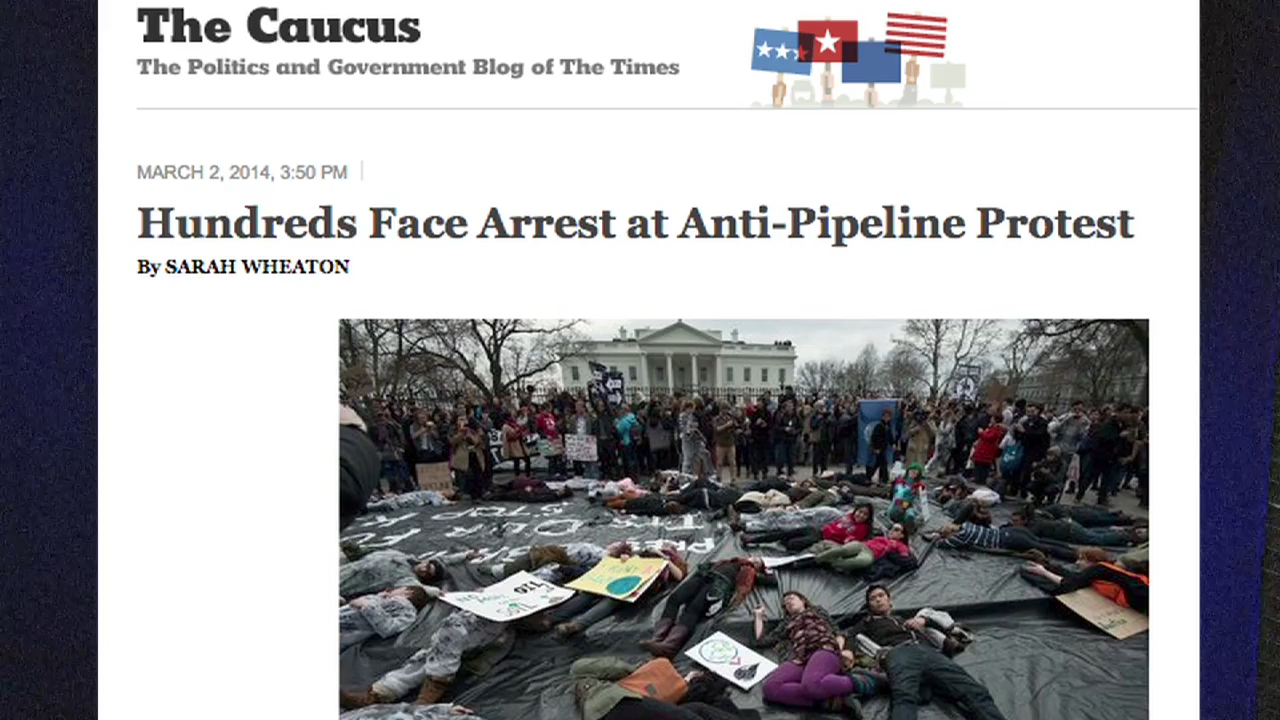 The Caucus
The Politics and Government Blog of The Times
MARCH 2, 2014, 3:50 PM
Hundreds Face Arrest at Anti-Pipeline Protest
By SARAH WHEATON